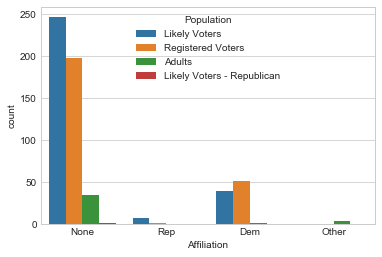 Population
Likely Voters
Registered Voters
Adults
Likely Voters - Republican
250
200
150
100
50
0
count
None Rep Dem Other
Affiliation